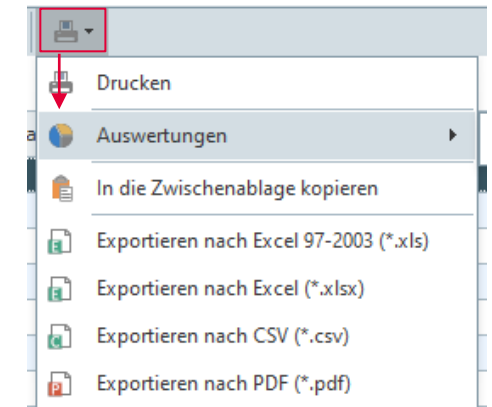 Drucken
Auswertungen
In die Zwischenablage kopieren
Exportieren nach Excel 97-2003 (*.xls)
Exportieren nach Excel (*.xlsx)
Exportieren nach CSV (*.csv)
Exportieren nach PDF (*.pdf)